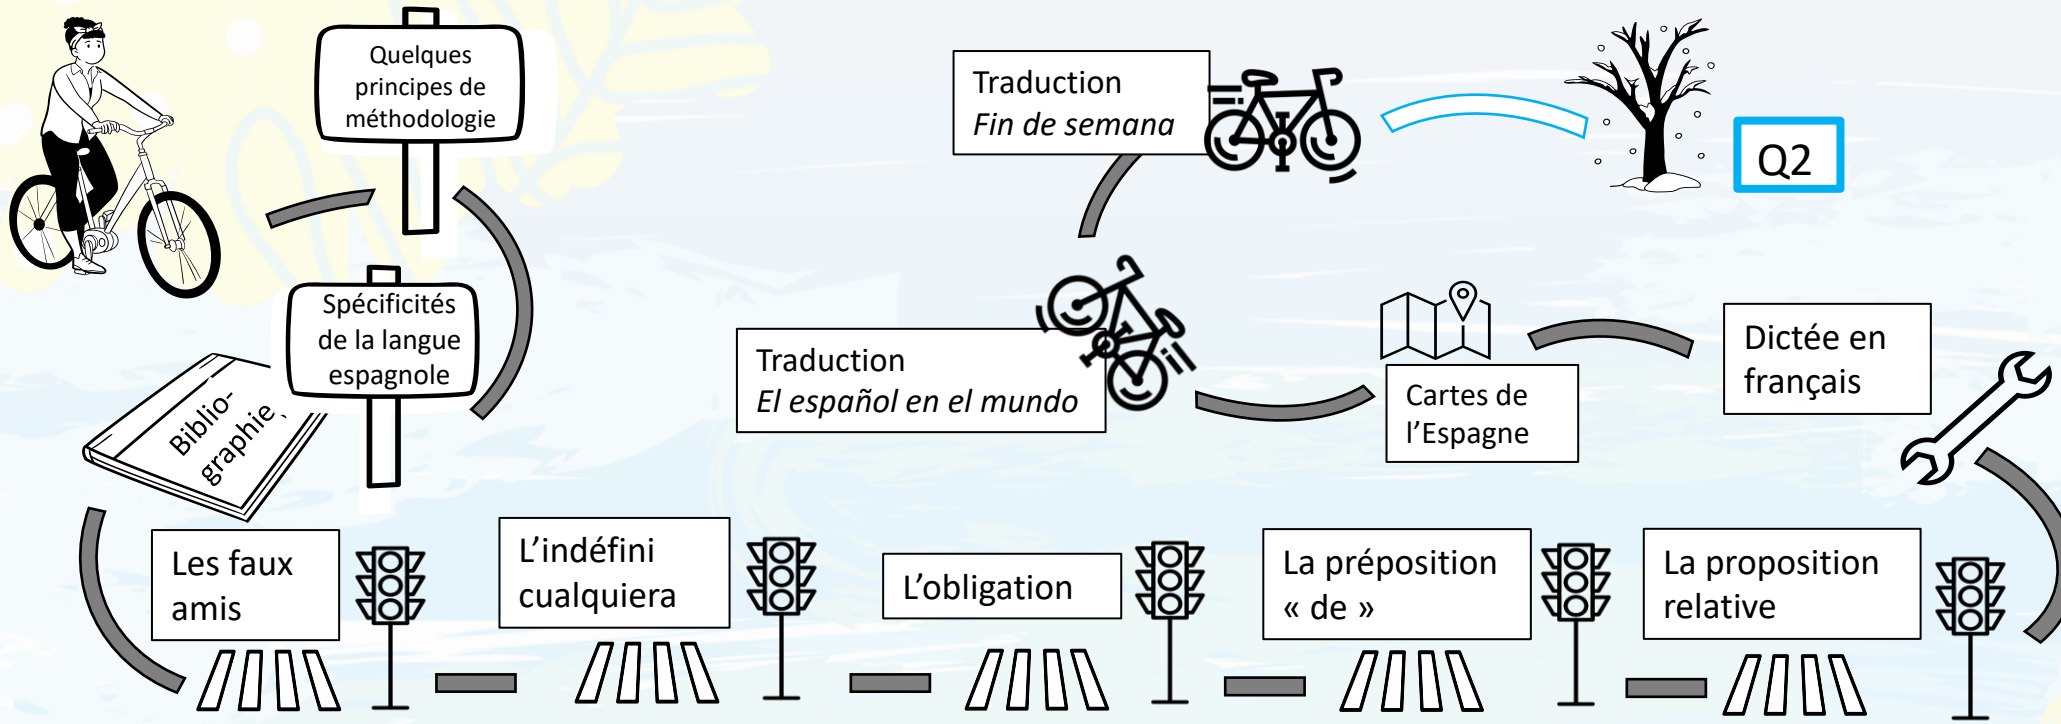 Quelques
principes de
méthodologie
Spécificités
de la langue
espagnole
Biblio-
graphie
Les faux
amis
L’indéfini
cualquiera
L’obligation
La préposition
« de »
La proposition
relative
Dictée en
français
Cartes de
l’Espagne
Traduction
El español en el mundo
Traduction
Fin de semana
Q2